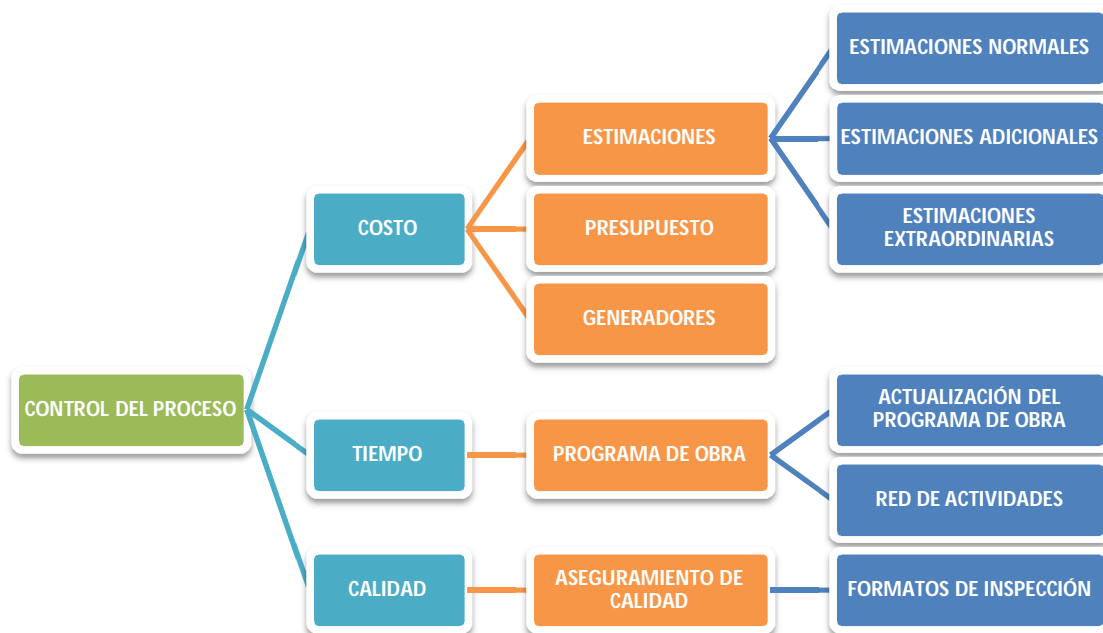 CONTROL DEL PROCESO
COSTO
ESTIMACIONES
ESTIMACIONES NORMALES
ESTIMACIONES ADICIONALES
ESTIMACIONES
EXTRAORDINARIAS
PRESUPUESTO
GENERADORES
TIEMPO
PROGRAMA DE OBRA
ACTUALIZACIÓN DEL
PROGRAMA DE OBRA
RED DE ACTIVIDADES
CALIDAD
ASEGURAMIENTO DE
CALIDAD
FORMATOS DE INSPECCIÓN